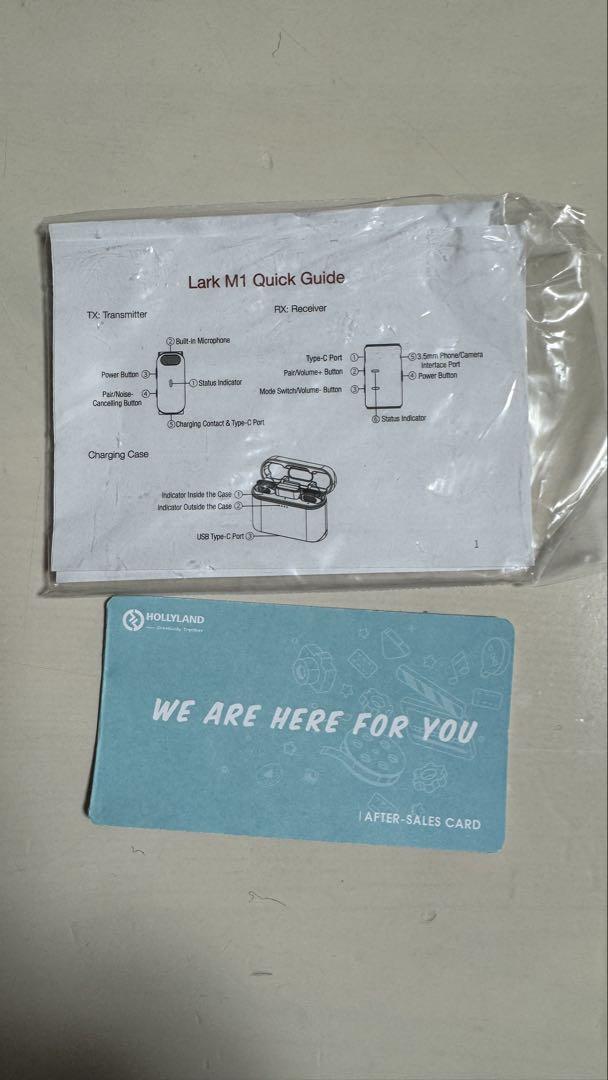 Lark M1 Quick Guide
TX: Transmitter
RX: Receiver
② Built-in Microphone
Power Button ③
① Status Indicator
Pair/Noise-
Cancelling Button ④
⑤ Charging Contact & Type-C Port
Type-C Port ①
Pair/Volume+ Button ②
Mode Switch/Volume- Button ③
⑤ 3.5mm Phone/Camera
Interface Port
④ Power Button
⑥ Status Indicator
Charging Case
Indicator Inside the Case ①
Indicator Outside the Case ②
USB Type-C Port ③
1
HOLLYLAND
Creatively Together
WE ARE HERE FOR YOU
| AFTER-SALES CARD